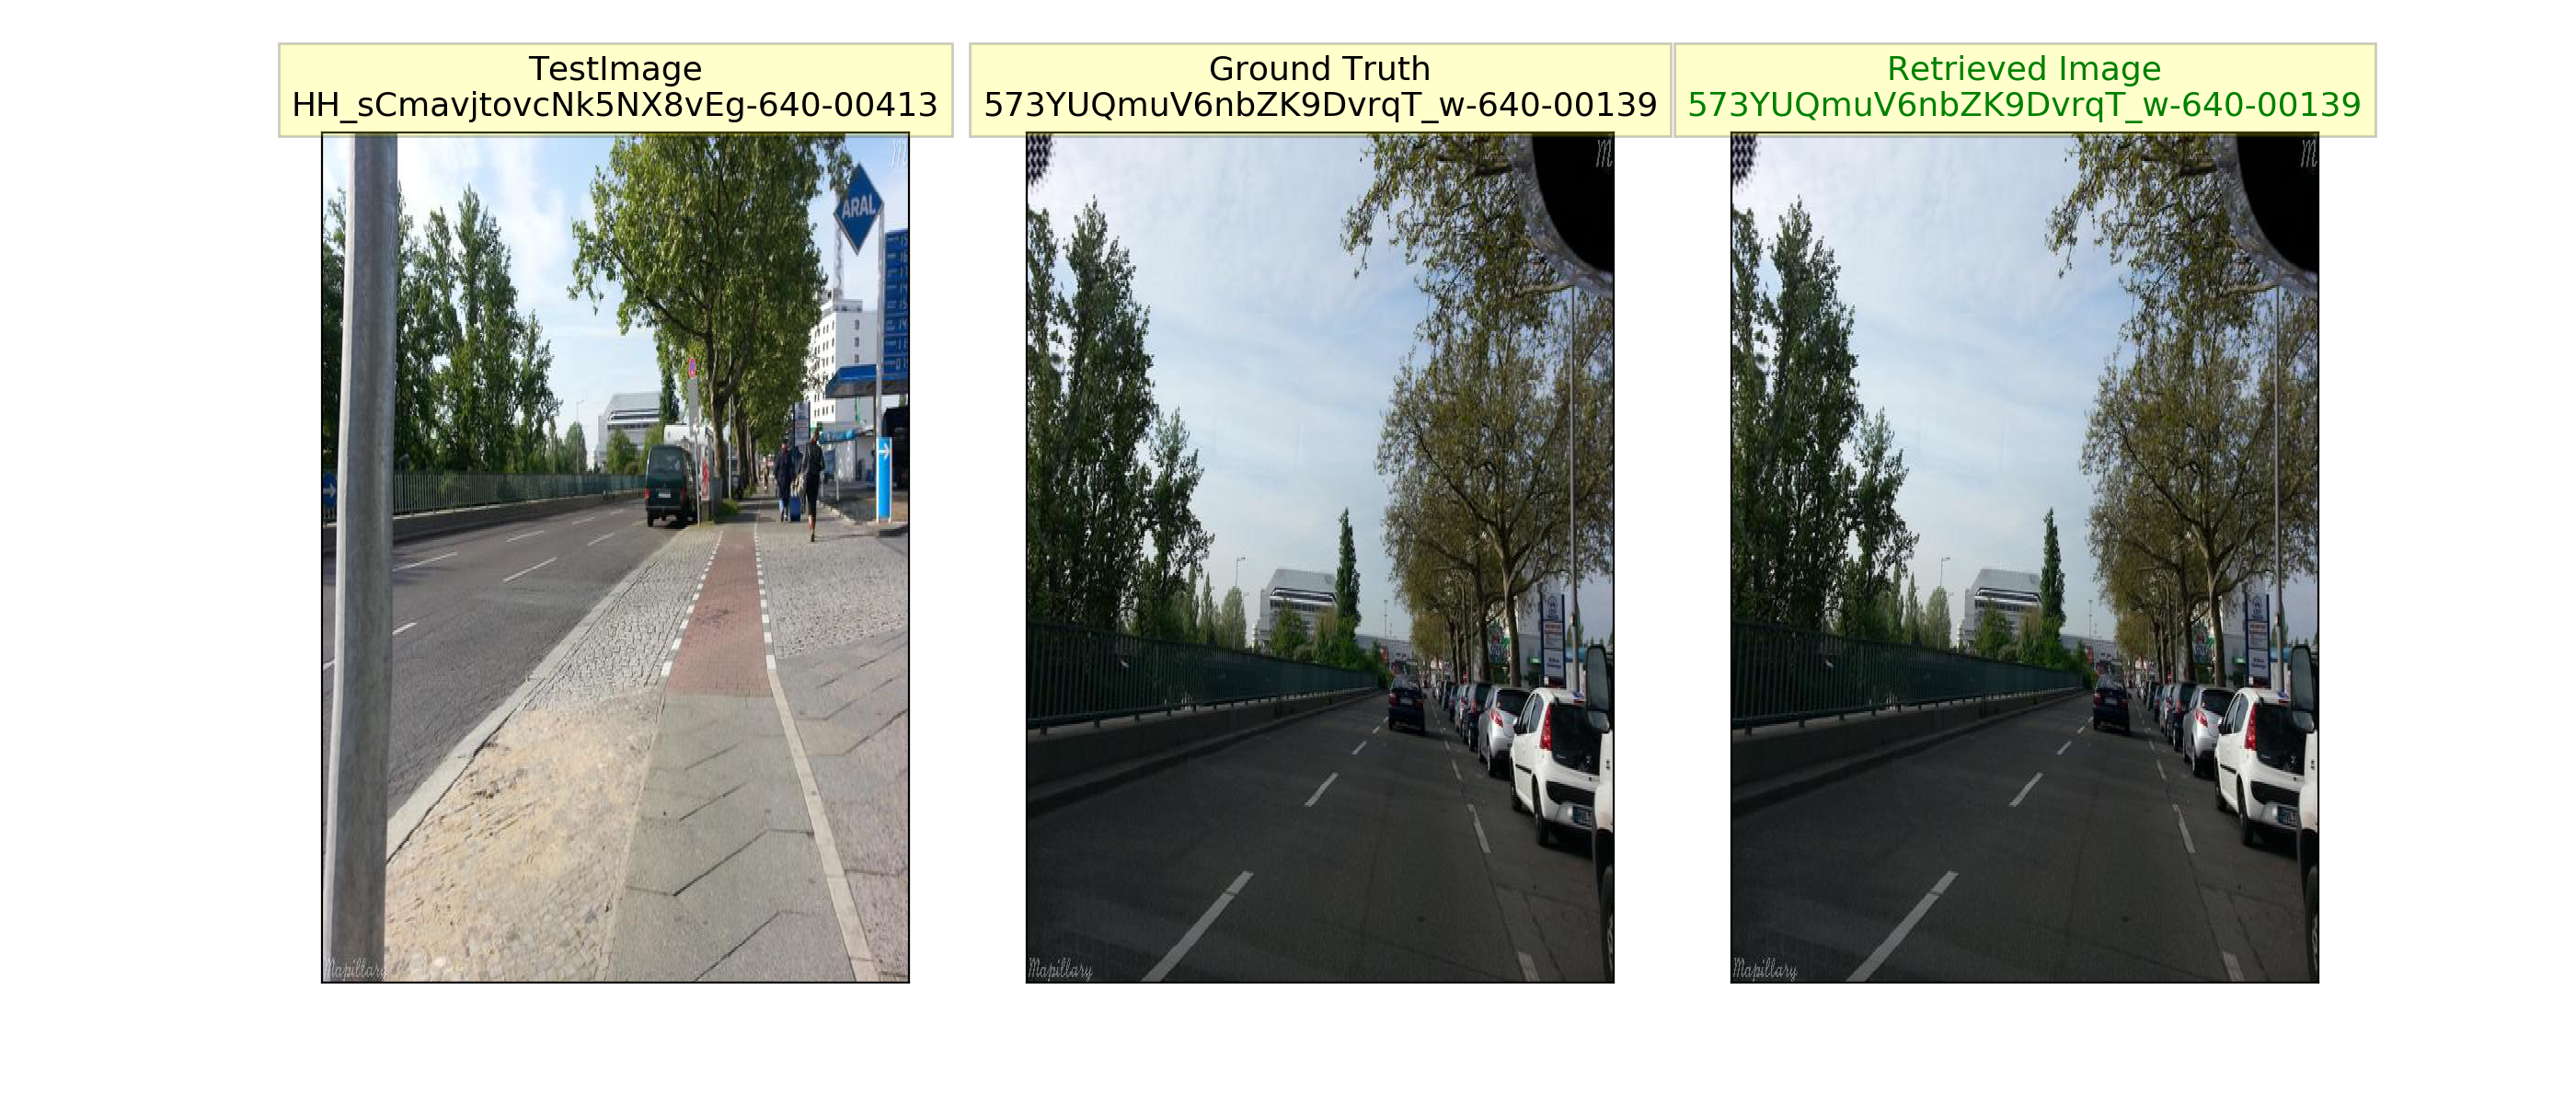 TestImage
HH_sCmavjtovcNk5NX8vEg-640-00413
Ground Truth
573YUQmuV6nbZK9DvrqT_w-640-00139
Retrieved Image
573YUQmuV6nbZK9DvrqT_w-640-00139
ARAL
Mapillary
Mapillary
Mapillary